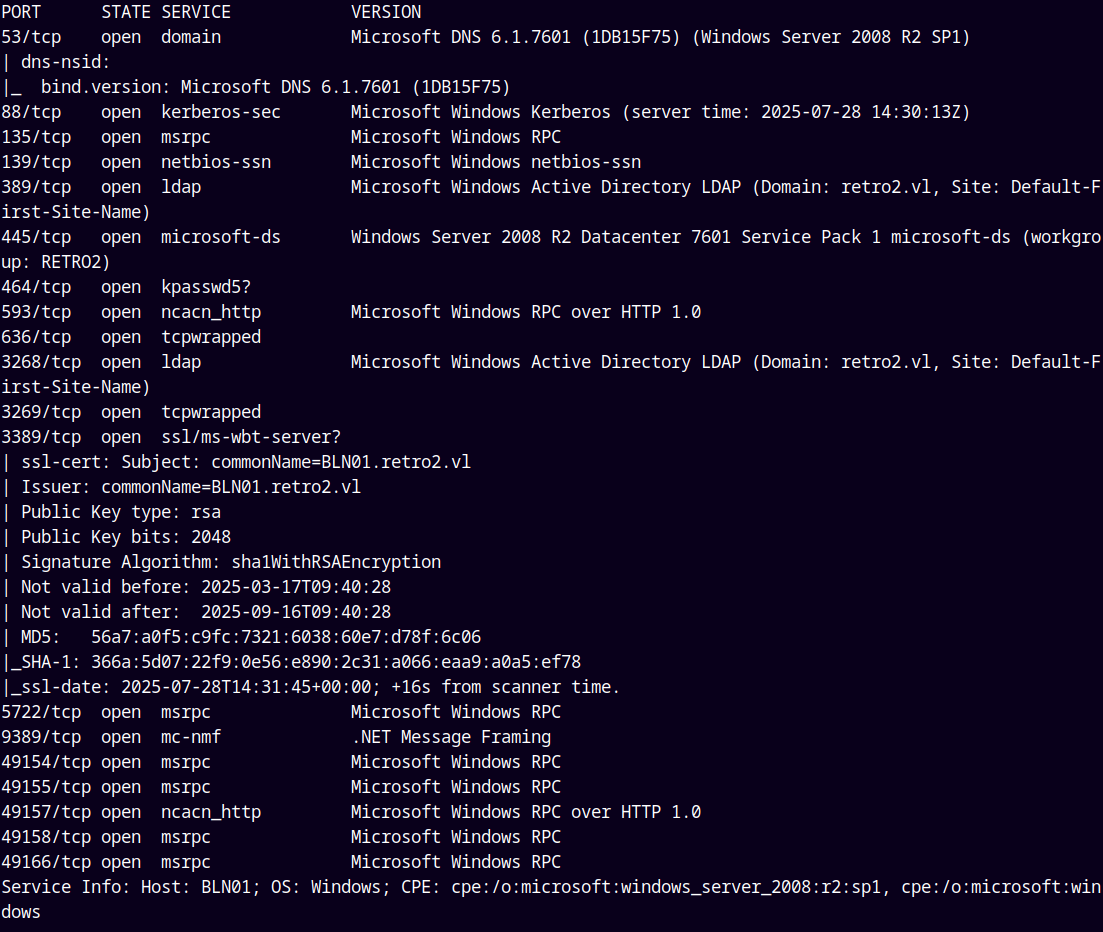 PORT      STATE SERVICE            VERSION
53/tcp    open  domain             Microsoft DNS 6.1.7601 (1DB15F75) (Windows Server 2008 R2 SP1)
| dns-nsid:
|_  bind.version: Microsoft DNS 6.1.7601 (1DB15F75)
88/tcp    open  kerberos-sec       Microsoft Windows Kerberos (server time: 2025-07-28 14:30:13Z)
135/tcp   open  msrpc              Microsoft Windows RPC
139/tcp   open  netbios-ssn        Microsoft Windows netbios-ssn
389/tcp   open  ldap               Microsoft Windows Active Directory LDAP (Domain: retro2.vl, Site: Default-F
irst-Site-Name)
445/tcp   open  microsoft-ds       Windows Server 2008 R2 Datacenter 7601 Service Pack 1 microsoft-ds (workgro
up: RETRO2)
464/tcp   open  kpasswd5?
593/tcp   open  ncacn_http         Microsoft Windows RPC over HTTP 1.0
636/tcp   open  tcpwrapped
3268/tcp  open  ldap               Microsoft Windows Active Directory LDAP (Domain: retro2.vl, Site: Default-F
irst-Site-Name)
3269/tcp  open  tcpwrapped
3389/tcp  open  ssl/ms-wbt-server?
| ssl-cert: Subject: commonName=BLN01.retro2.vl
| Issuer: commonName=BLN01.retro2.vl
| Public Key type: rsa
| Public Key bits: 2048
| Signature Algorithm: sha1WithRSAEncryption
| Not valid before: 2025-03-17T09:40:28
| Not valid after:  2025-09-16T09:40:28
| MD5:   56a7:a0f5:c9fc:7321:6038:60e7:d78f:6c06
|_SHA-1: 366a:5d07:22f9:0e56:e890:2c31:a066:eaa9:a0a5:ef78
|_ssl-date: 2025-07-28T14:31:45+00:00; +16s from scanner time.
5722/tcp  open  msrpc              Microsoft Windows RPC
9389/tcp  open  mc-nmf             .NET Message Framing
49154/tcp open  msrpc              Microsoft Windows RPC
49155/tcp open  msrpc              Microsoft Windows RPC
49157/tcp open  ncacn_http         Microsoft Windows RPC over HTTP 1.0
49158/tcp open  msrpc              Microsoft Windows RPC
49166/tcp open  msrpc              Microsoft Windows RPC
Service Info: Host: BLN01; OS: Windows; CPE: cpe:/o:microsoft:windows_server_2008:r2:sp1, cpe:/o:microsoft:win
dows